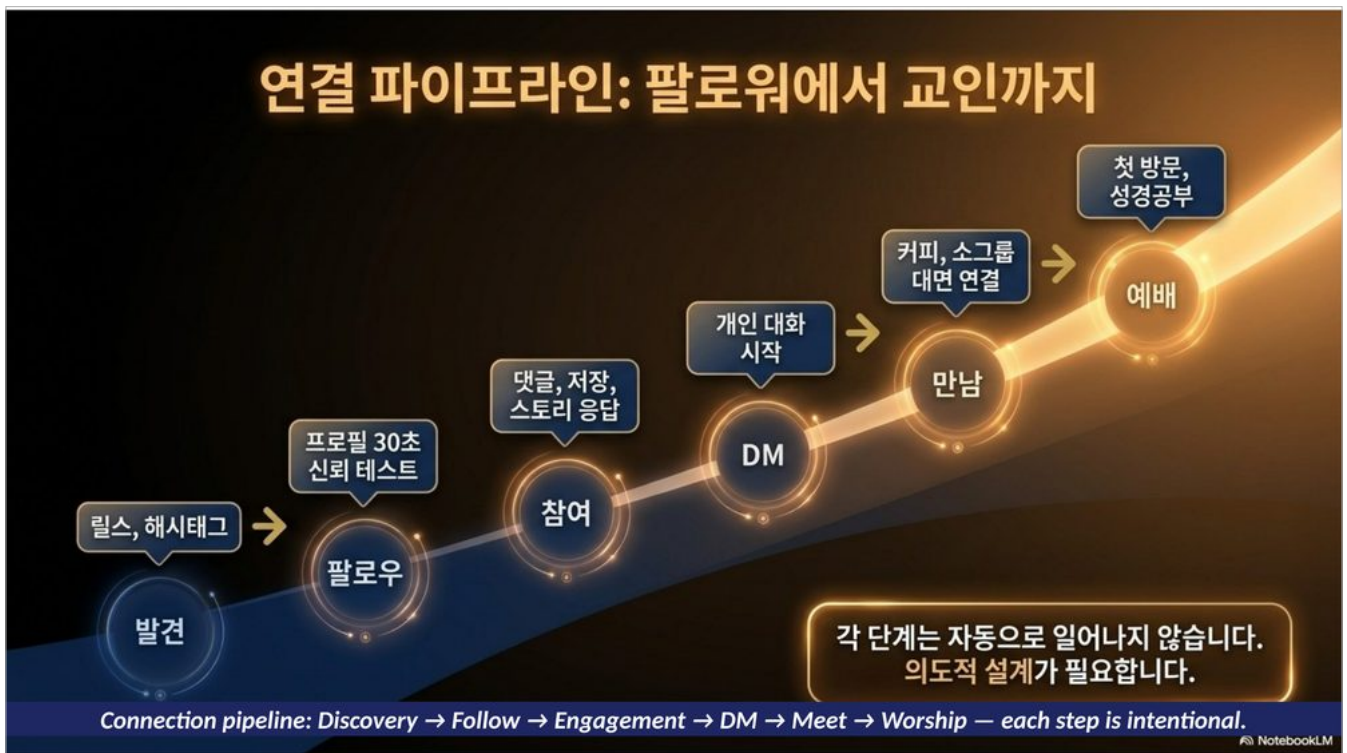 연결 파이프라인: 팔로워에서 교인까지
릴스, 해시태그
발견
프로필 30초
신뢰 테스트
팔로우
댓글, 저장,
스토리 응답
참여
개인 대화
시작
DM
커피, 소그룹
대면 연결
만남
첫 방문,
성경공부
예배
각 단계는 자동으로 일어나지 않습니다.
의도적 설계가 필요합니다.
Connection pipeline: Discovery → Follow → Engagement → DM → Meet → Worship — each step is intentional.
NotebookLM